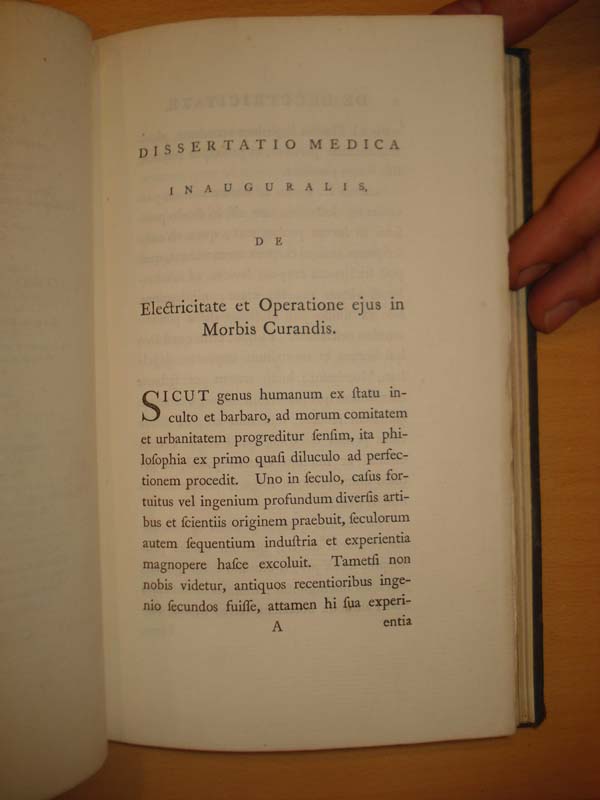 DISSERTATIO MEDICA
INAUGURALIS,
DE
Electricitate et Operatione ejus in
Morbis Curandis.
SICUT genus humanum ex ſtatu in-
culto et barbaro, ad morum comitatem
et urbanitatem progreditur ſenſim, ita phi-
loſophia ex primo quaſi diluculo ad perfec-
tionem procedit. Uno in ſeculo, caſus for-
tuitus vel ingenium profundum diverſis arti-
bus et ſcientiis originem praebuit, ſeculorum
autem ſequentium induſtria et experientia
magnopere haſce excoluit. Tametſi non
nobis videtur, antiquos recentioribus inge-
nio ſecundos fuiſſe, attamen hi ſua experi-
A entia